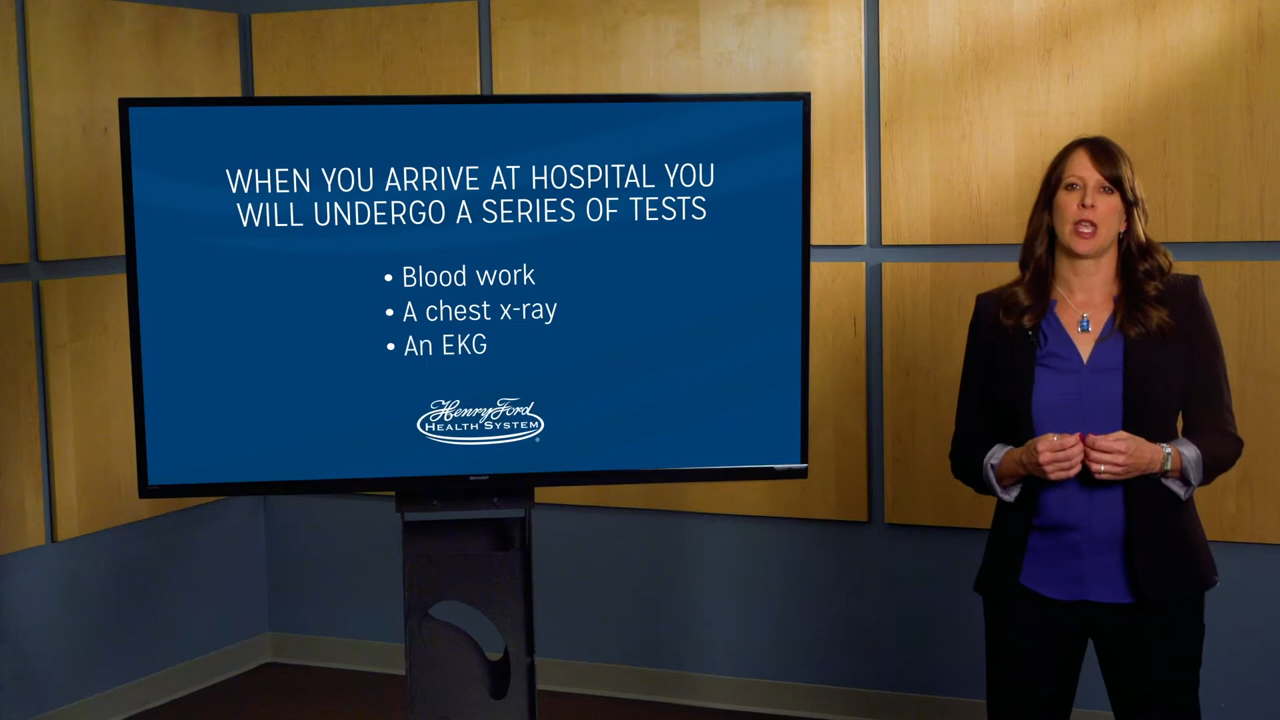 WHEN YOU ARRIVE AT HOSPITAL YOU
WILL UNDERGO A SERIES OF TESTS
• Blood work
• A chest x-ray
• An EKG
Henry Ford
HEALTH SYSTEM
®
SHARP